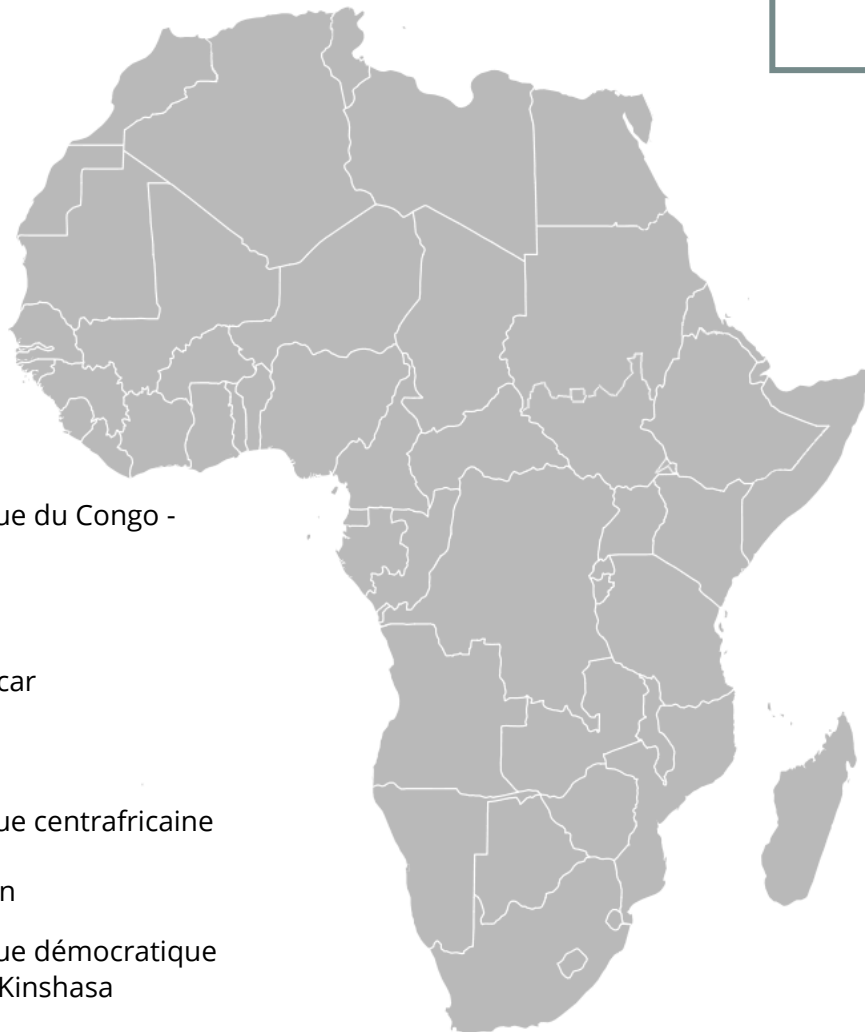 ue du Congo -
car
ue centrafricaine
n
ue démocratique
Kinshasa